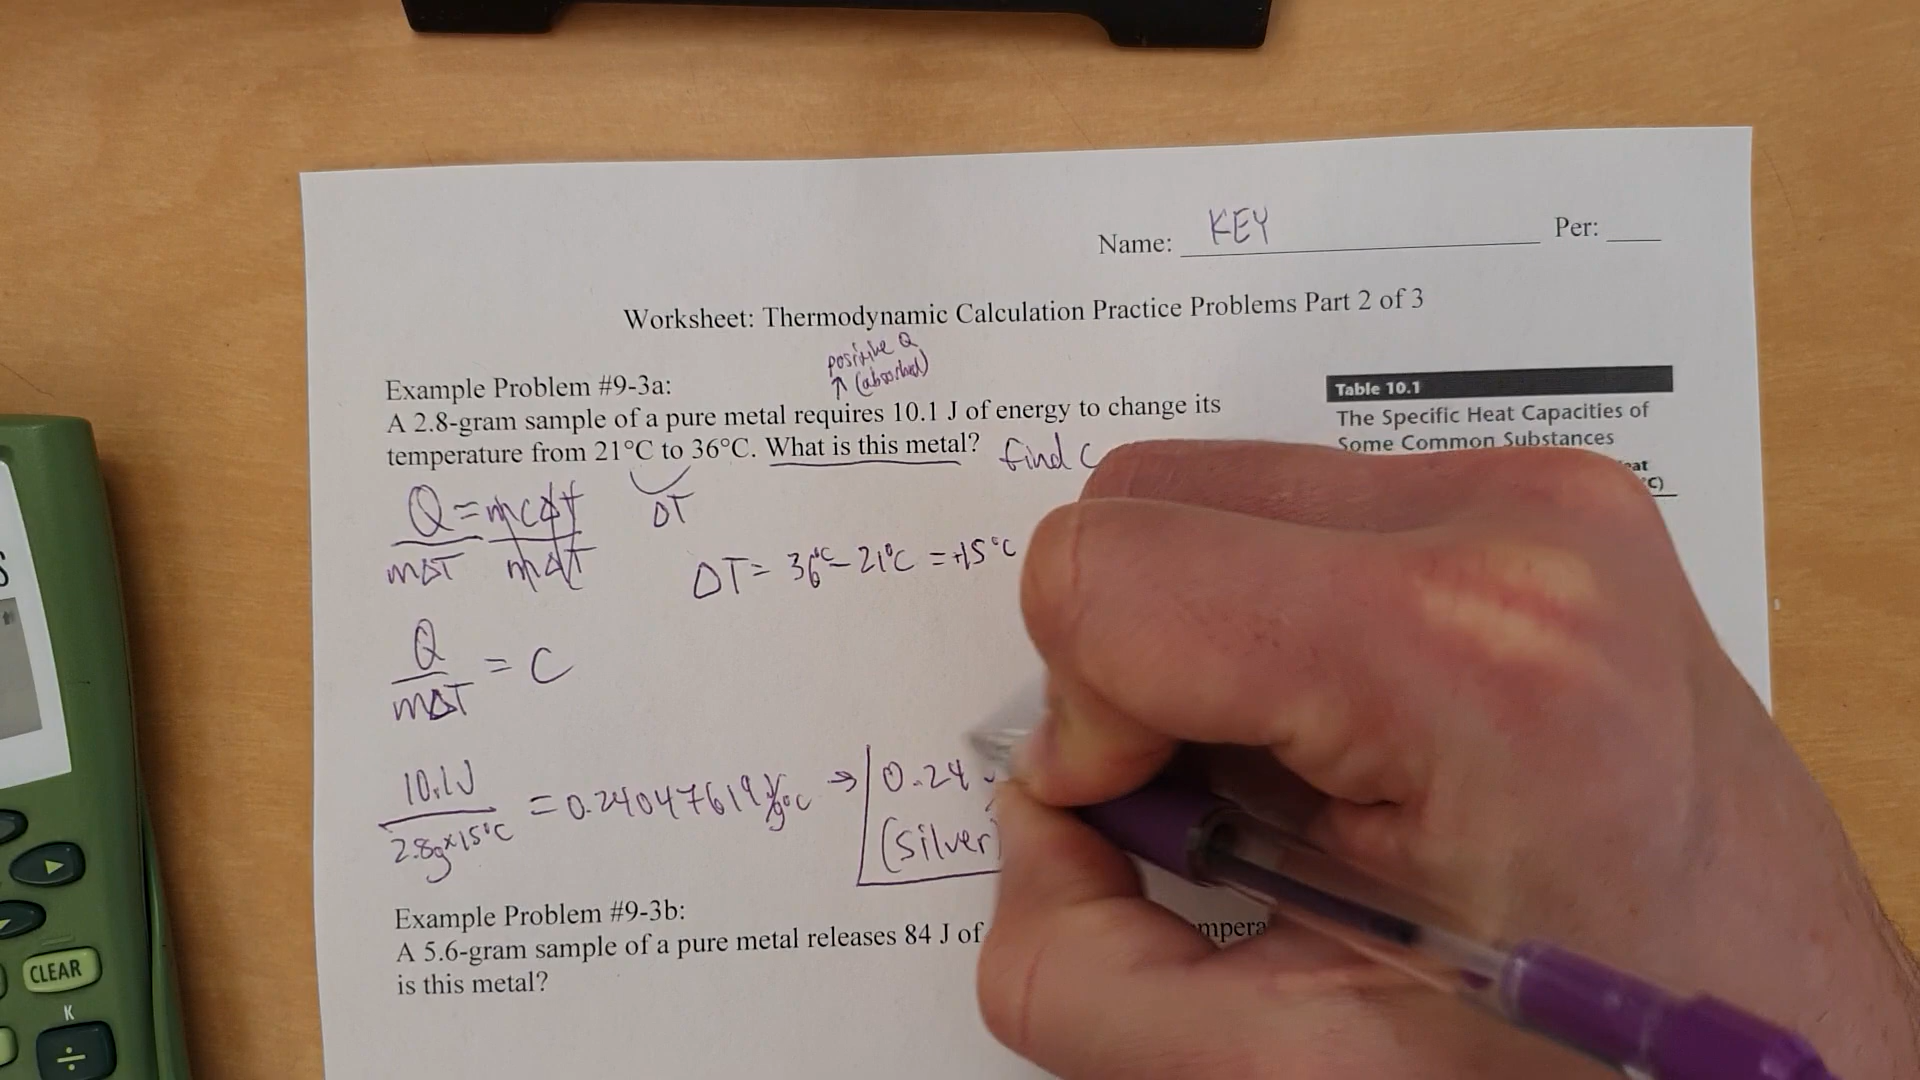 Name: KEY Per:
Worksheet: Thermodynamic Calculation Practice Problems Part 2 of 3
positive Q
↑ (absorbed)
Example Problem #9-3a:
A 2.8-gram sample of a pure metal requires 10.1 J of energy to change its
temperature from 21°C to 36°C. What is this metal? find C
Table 10.1
The Specific Heat Capacities of
Some Common Substances
C)
Q = mcΔT
mΔT mΔT
ΔT
ΔT = 36°C - 21°C = +15°C
Q
mΔT
= C
10.1J
2.8g×15°C
= 0.24047619 J/g°C → 0.24
(silver)
Example Problem #9-3b:
A 5.6-gram sample of a pure metal releases 84 J of
is this metal?
CLEAR
K
÷